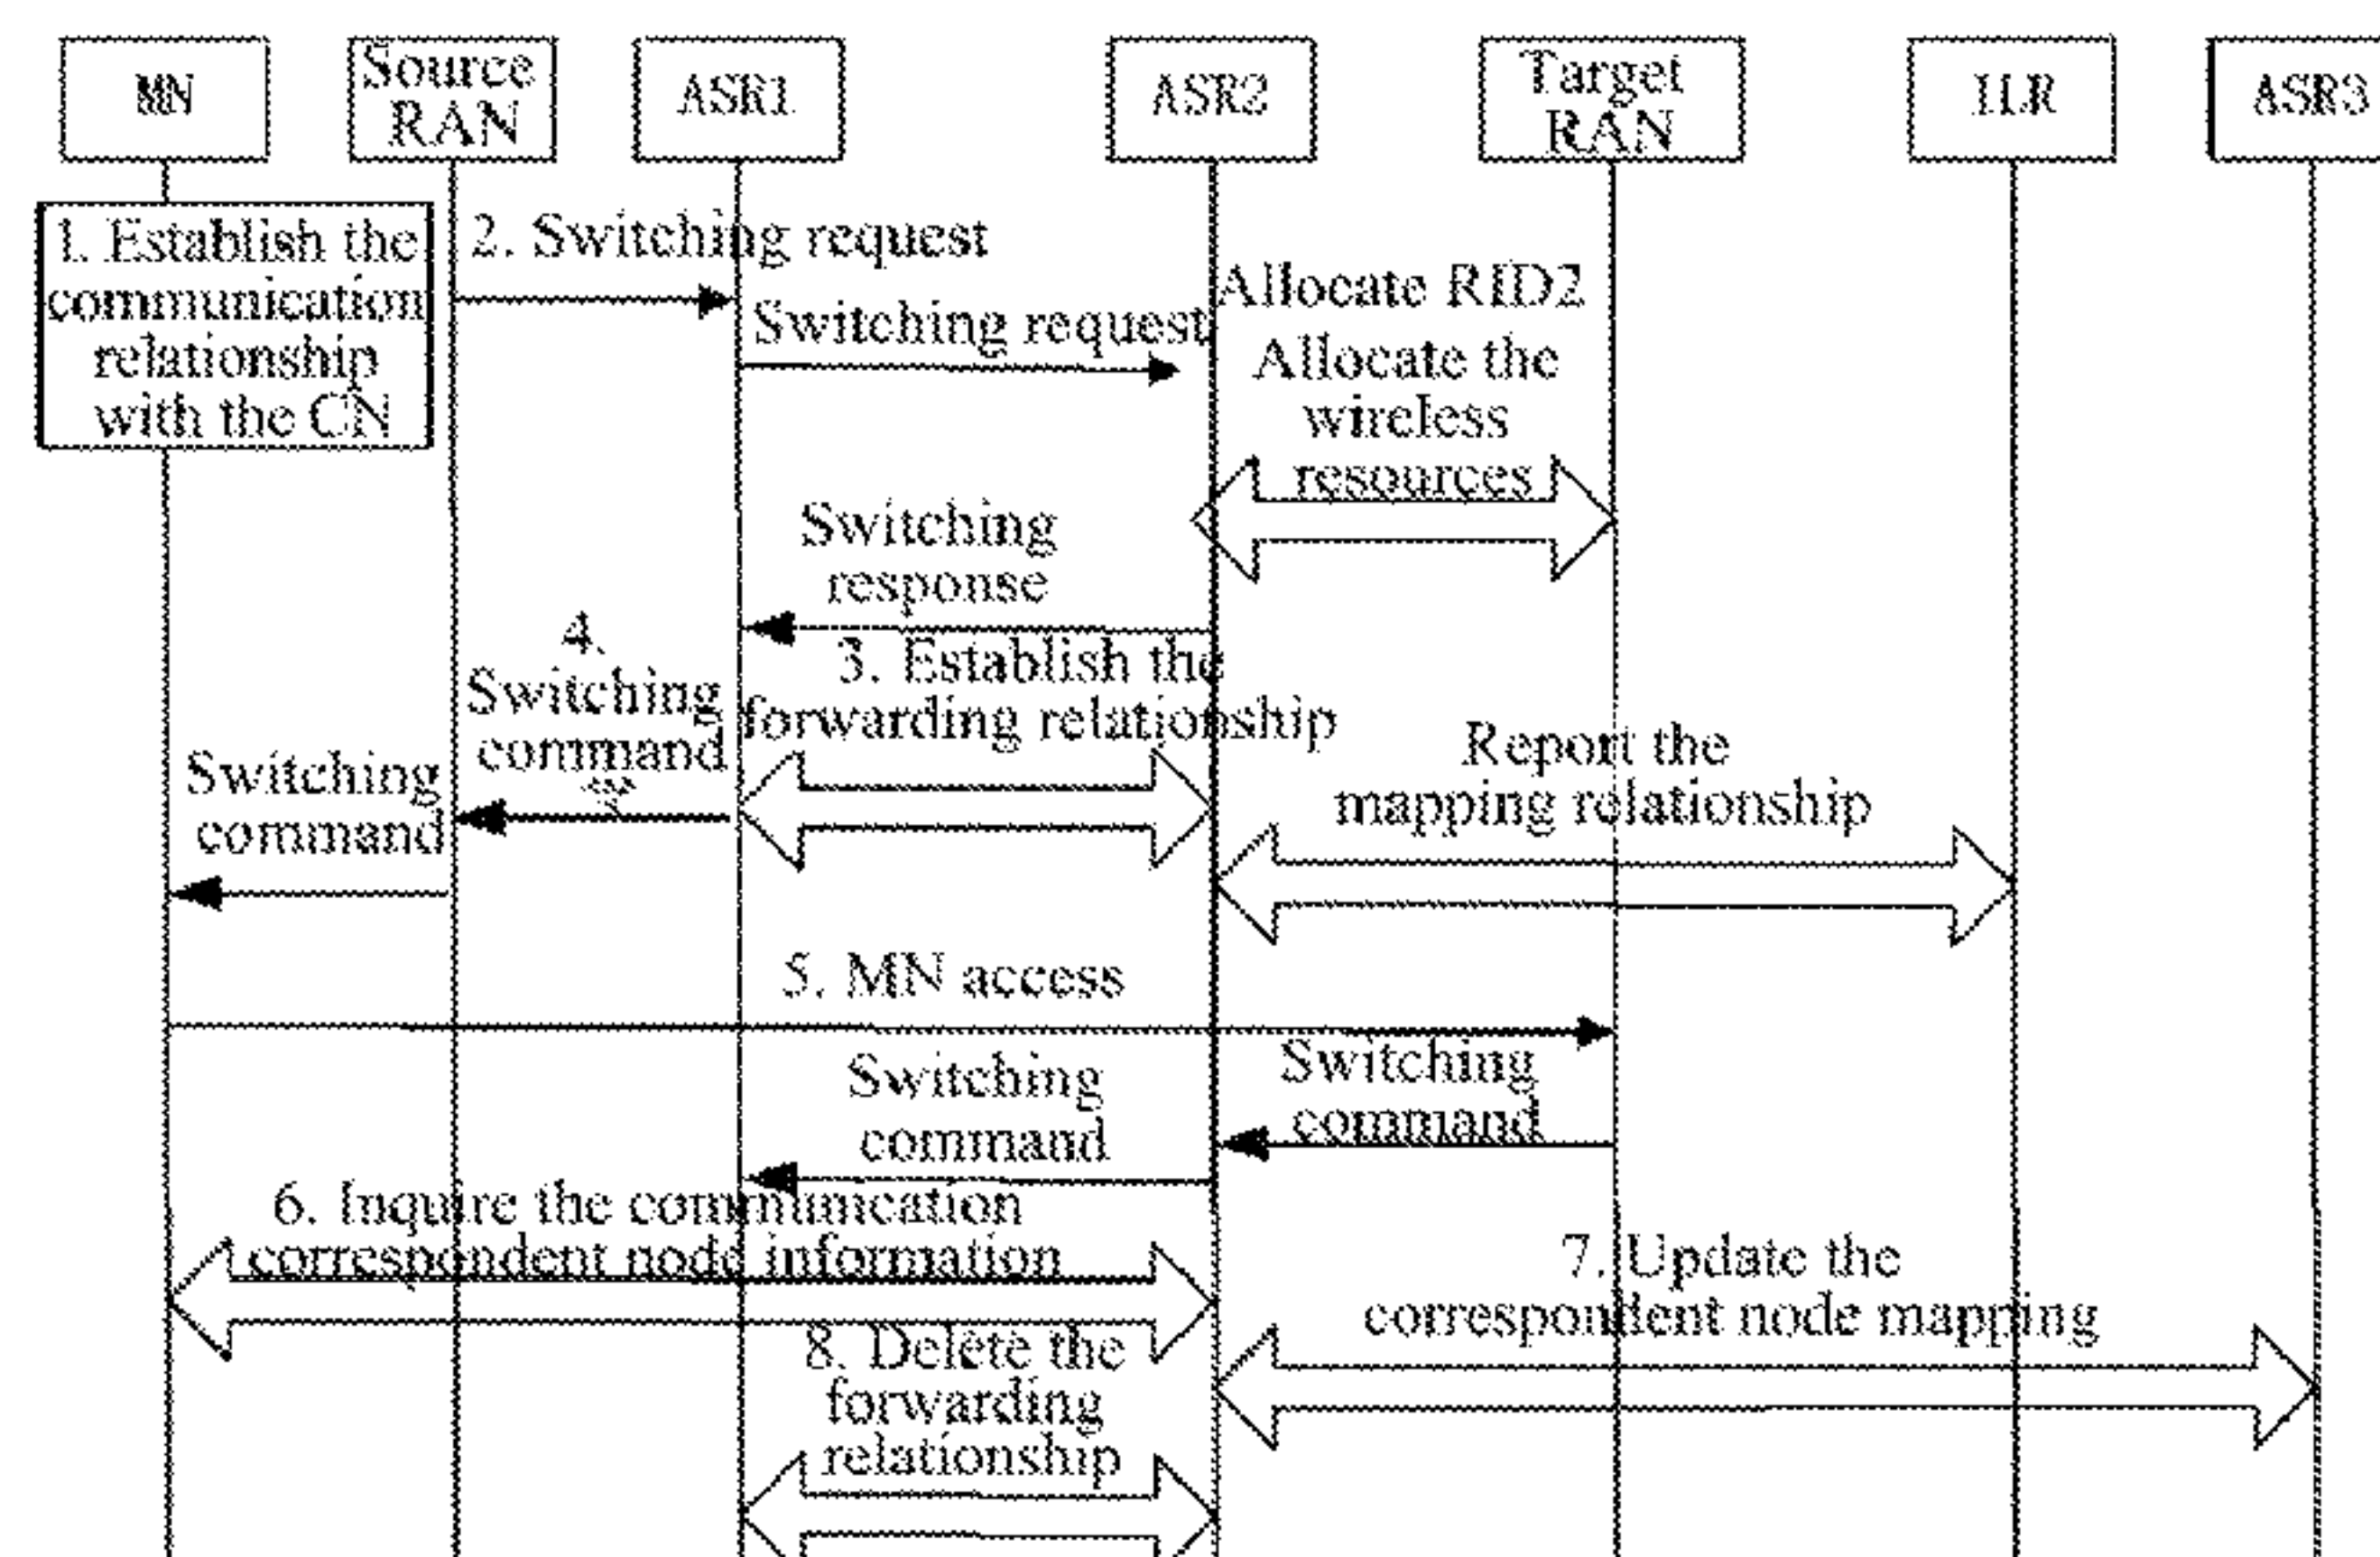 MN
Source
RAN
ASR1
ASR2
Target
RAN
ILR
ASR3
1. Establish the
communication
relationship
with the CN
2. Switching request
Switching request
Allocate RID2
Allocate the
wireless
resources
Switching
response
3. Establish the
forwarding relationship
4.
Switching
command
Switching
command
Report the
mapping relationship
5. MN access
Switching
command
Switching
command
6. Inquire the communication
correspondent node information
7. Update the
correspondent node mapping
8. Delete the
forwarding
relationship